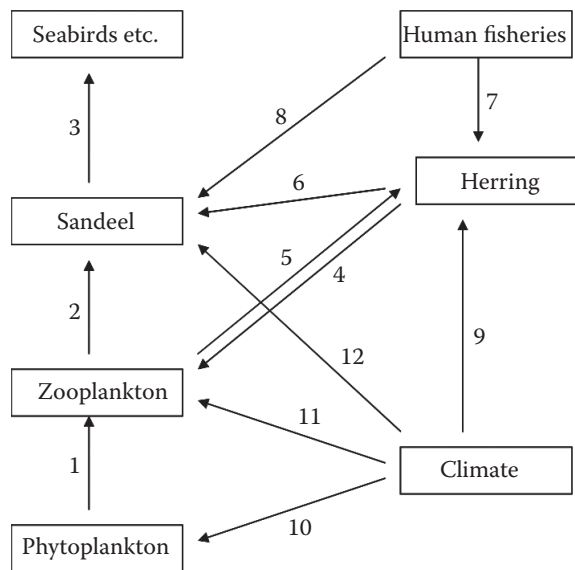 Seabirds etc.
Human fisheries
7
8
3
6
Herring
Sandeel
5
4
2
9
12
Zooplankton
11
Climate
1
10
Phytoplankton